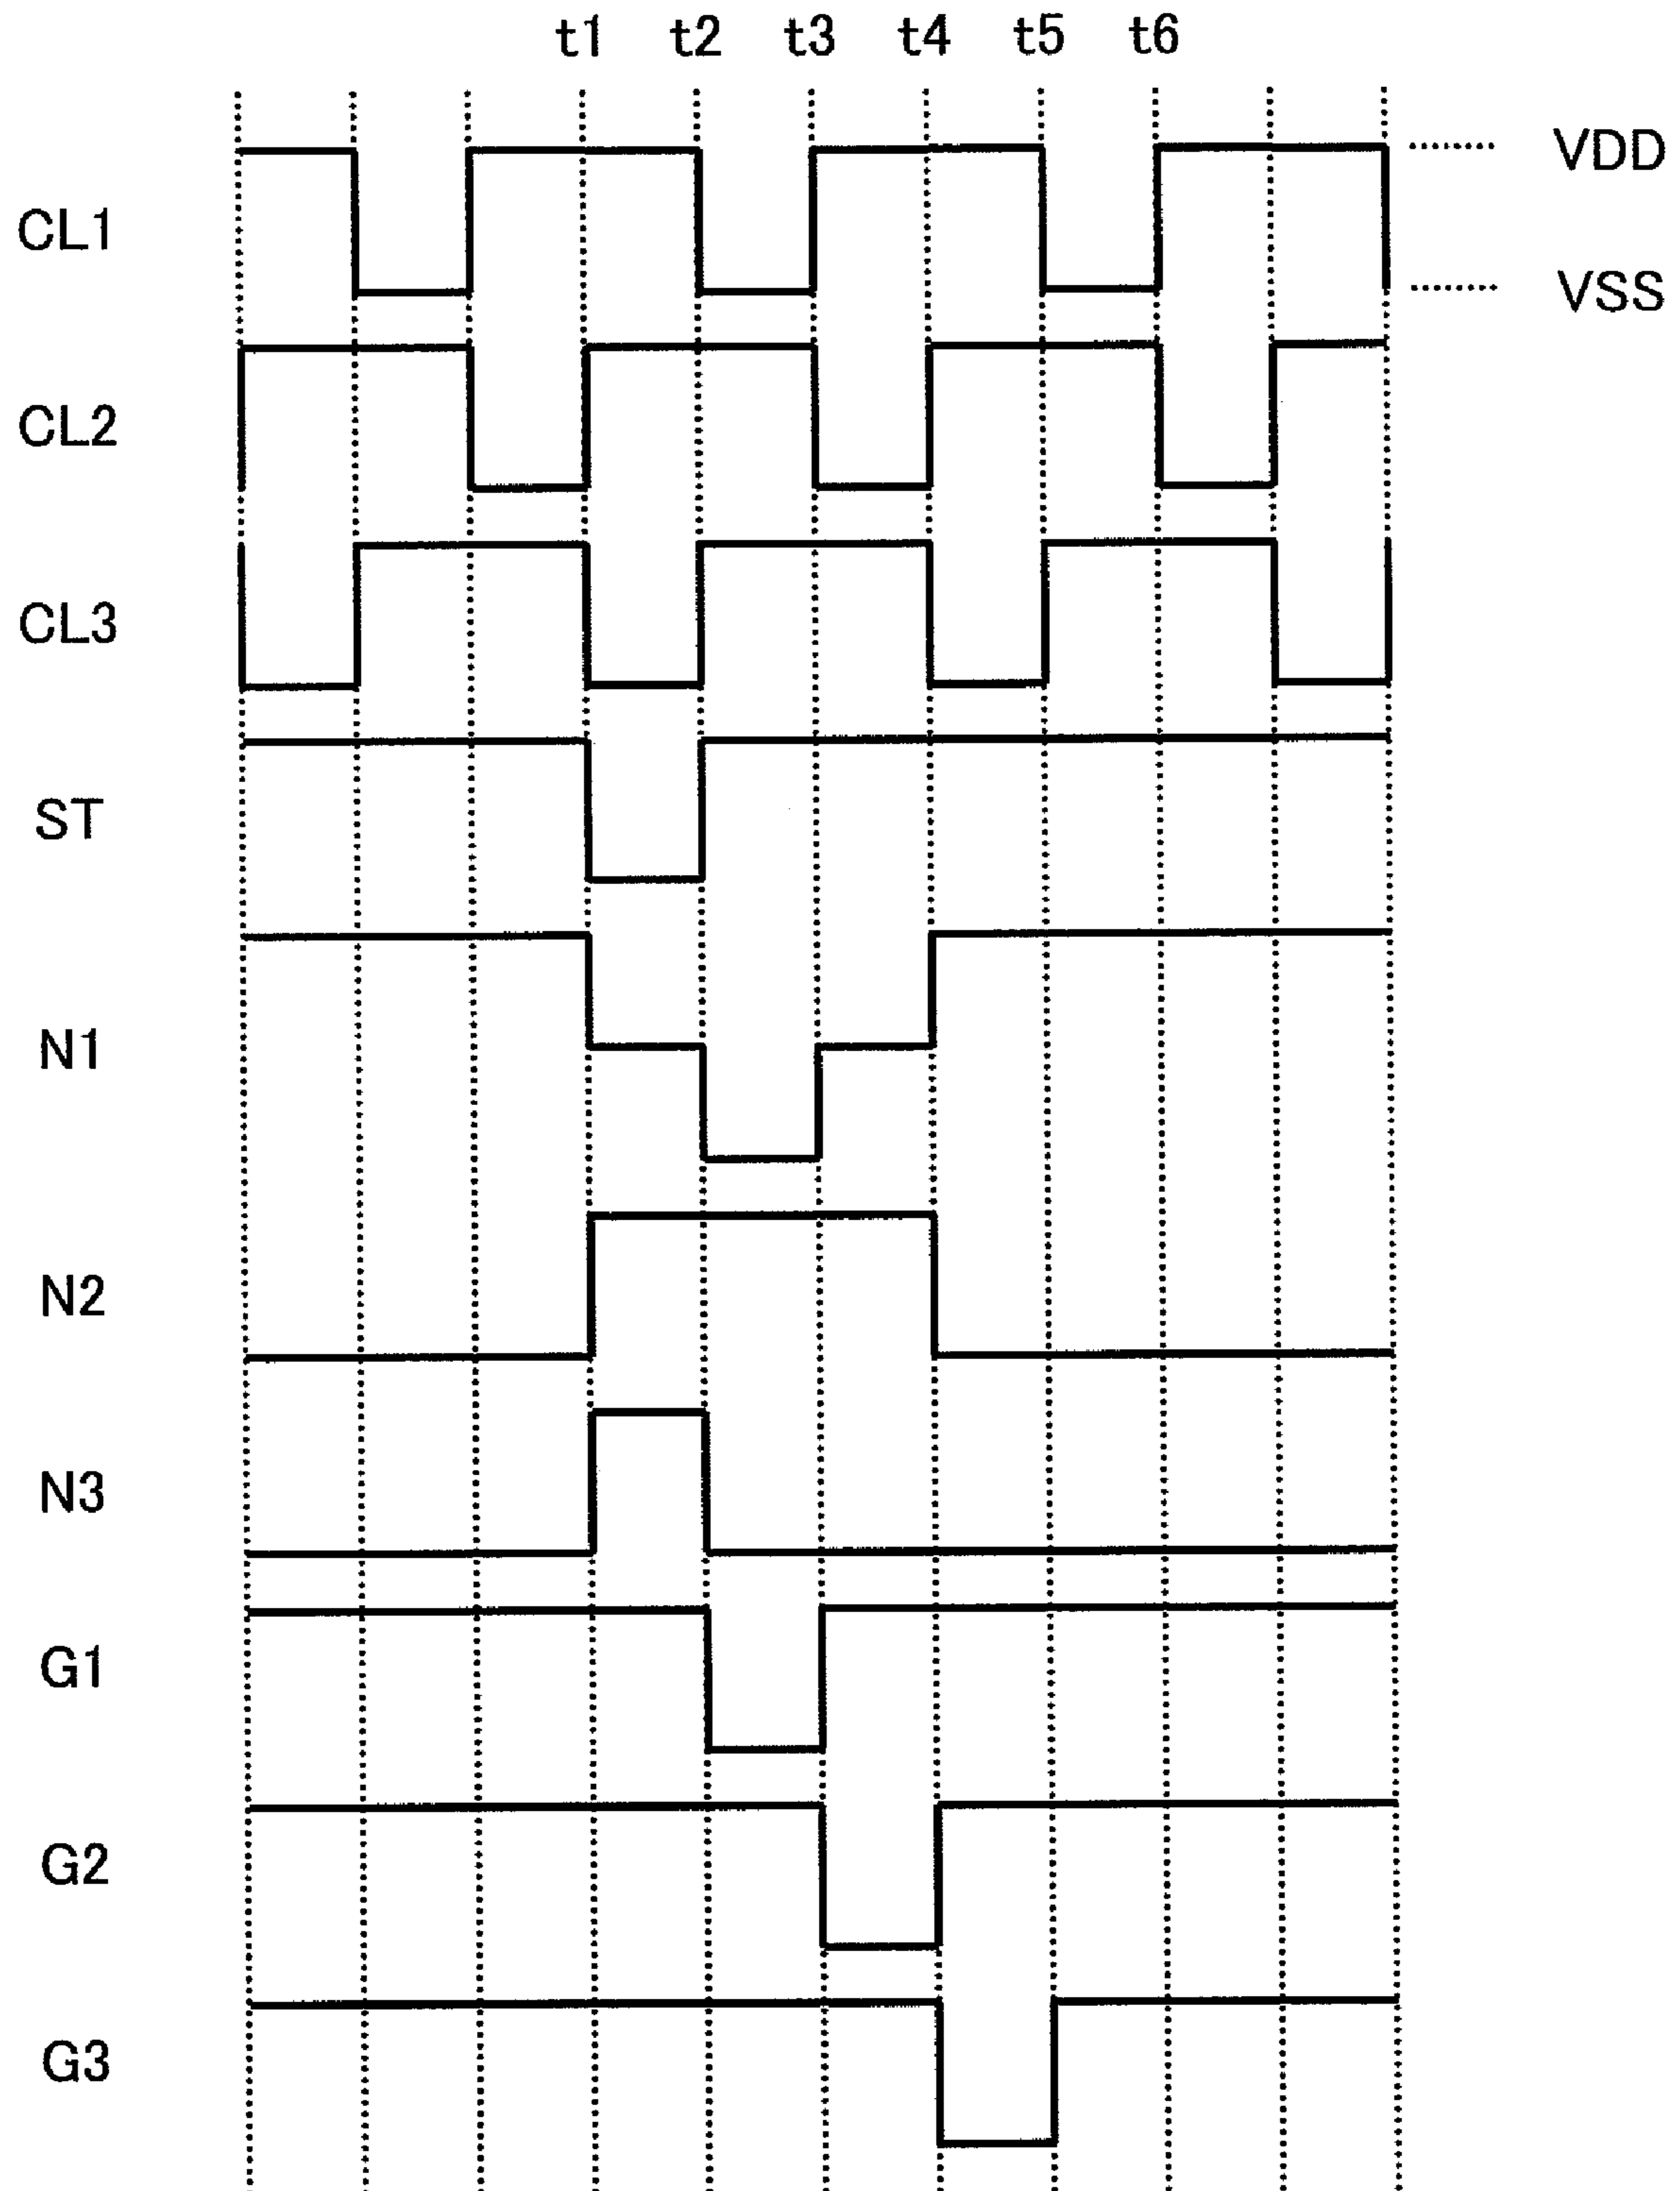 t1 t2 t3 t4 t5 t6
VDD
CL1
VSS
CL2
CL3
ST
N1
N2
N3
G1
G2
G3